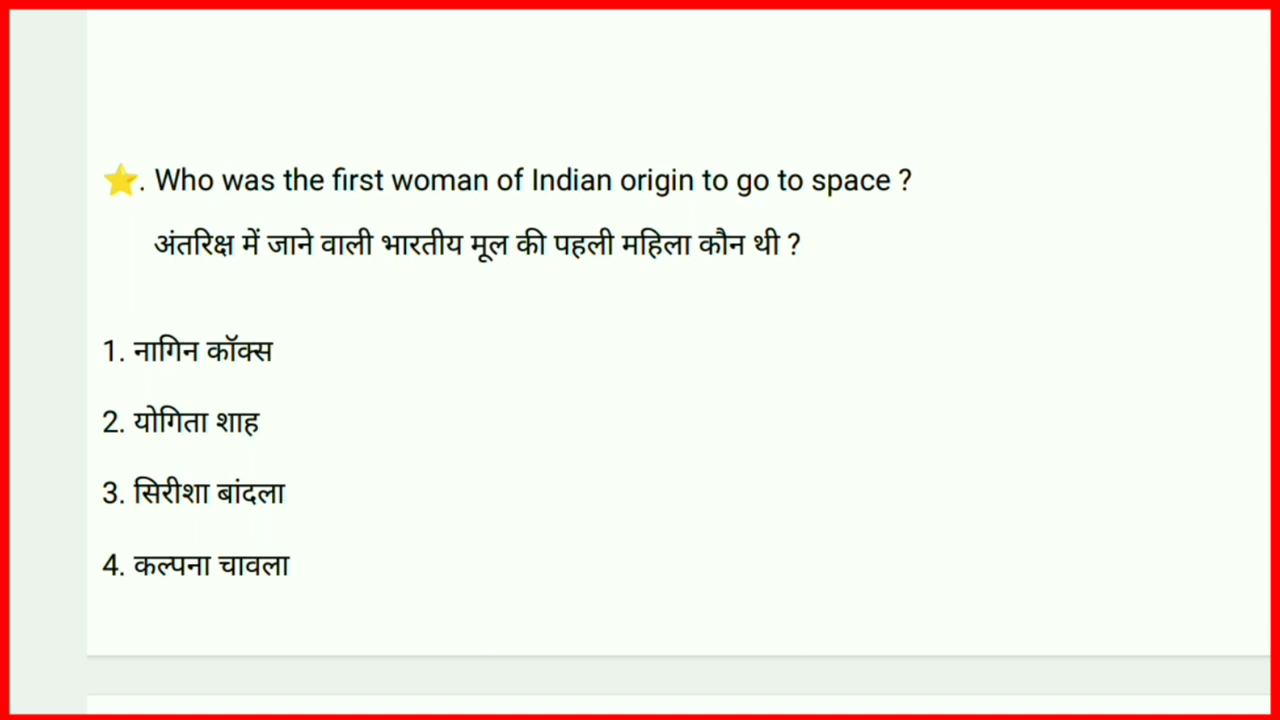 ⭐. Who was the first woman of Indian origin to go to space ?
अंतरिक्ष में जाने वाली भारतीय मूल की पहली महिला कौन थी ?
1. नागिन कॉक्स
2. योगिता शाह
3. सिरीशा बांदला
4. कल्पना चावला